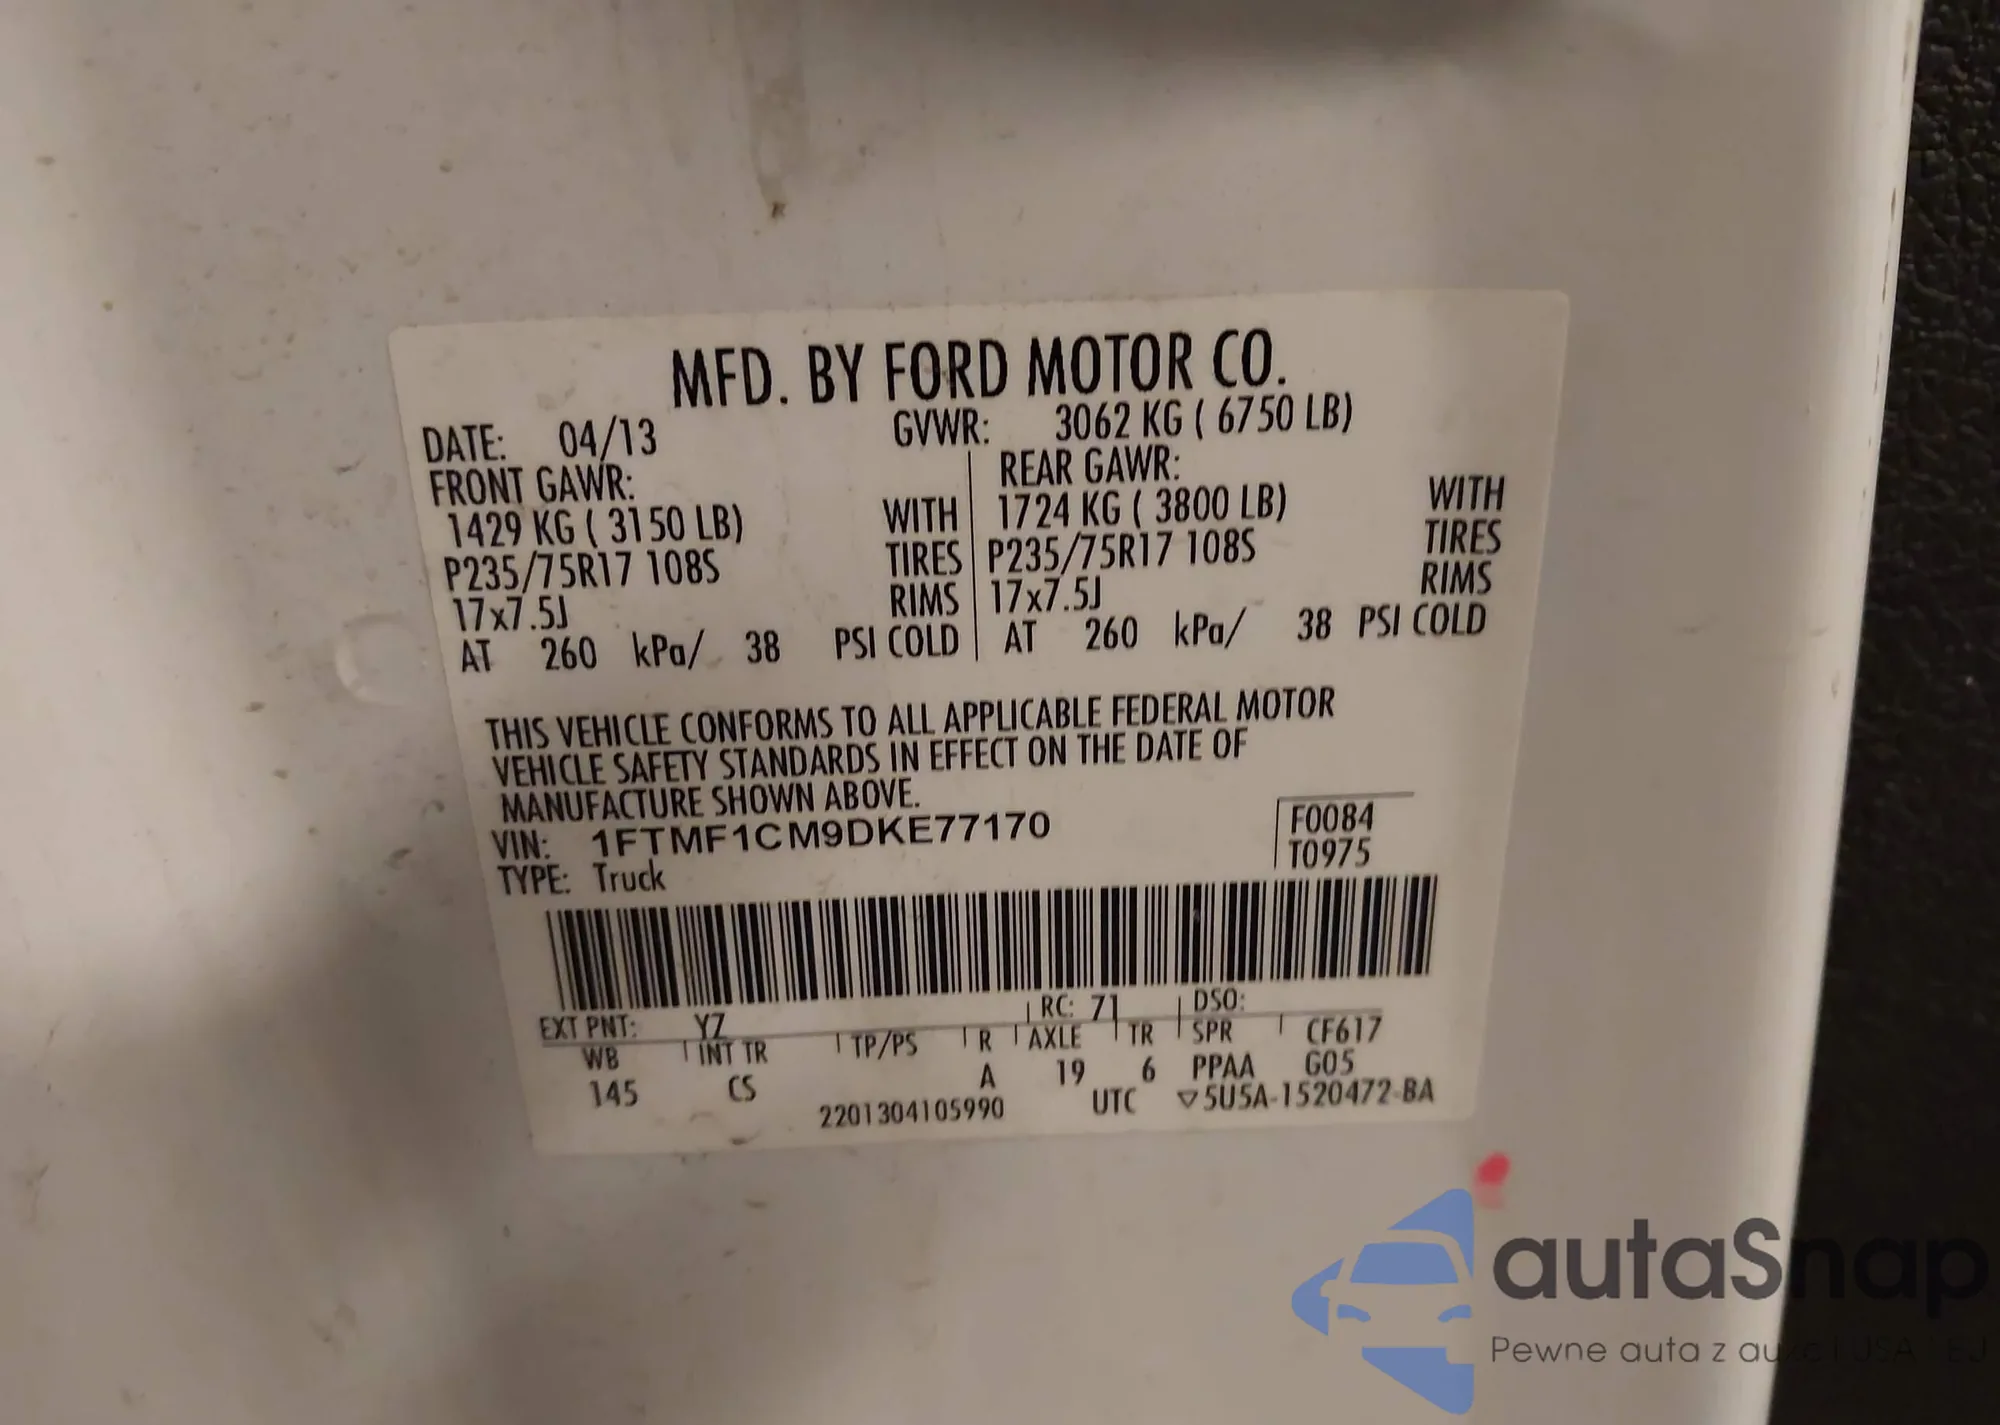 MFD. BY FORD MOTOR CO.
DATE: 04/13 GVWR: 3062 KG ( 6750 LB)
FRONT GAWR: REAR GAWR:
1429 KG ( 3150 LB) WITH 1724 KG ( 3800 LB) WITH
P235/75R17 108S TIRES P235/75R17 108S TIRES
17x7.5J RIMS 17x7.5J RIMS
AT 260 kPa/ 38 PSI COLD AT 260 kPa/ 38 PSI COLD
THIS VEHICLE CONFORMS TO ALL APPLICABLE FEDERAL MOTOR
VEHICLE SAFETY STANDARDS IN EFFECT ON THE DATE OF
MANUFACTURE SHOWN ABOVE.
VIN: 1FTMF1CM9DKE77170 F0084
TYPE: Truck T0975
EXT PNT: YZ RC: 71 DSO:
WB INT TR TP/PS R AXLE TR SPR CF617
145 CS A 19 6 PPAA G05
2201304105990 UTC ▽5U5A-1520472-BA
autaSnap
Pewne auta z USA